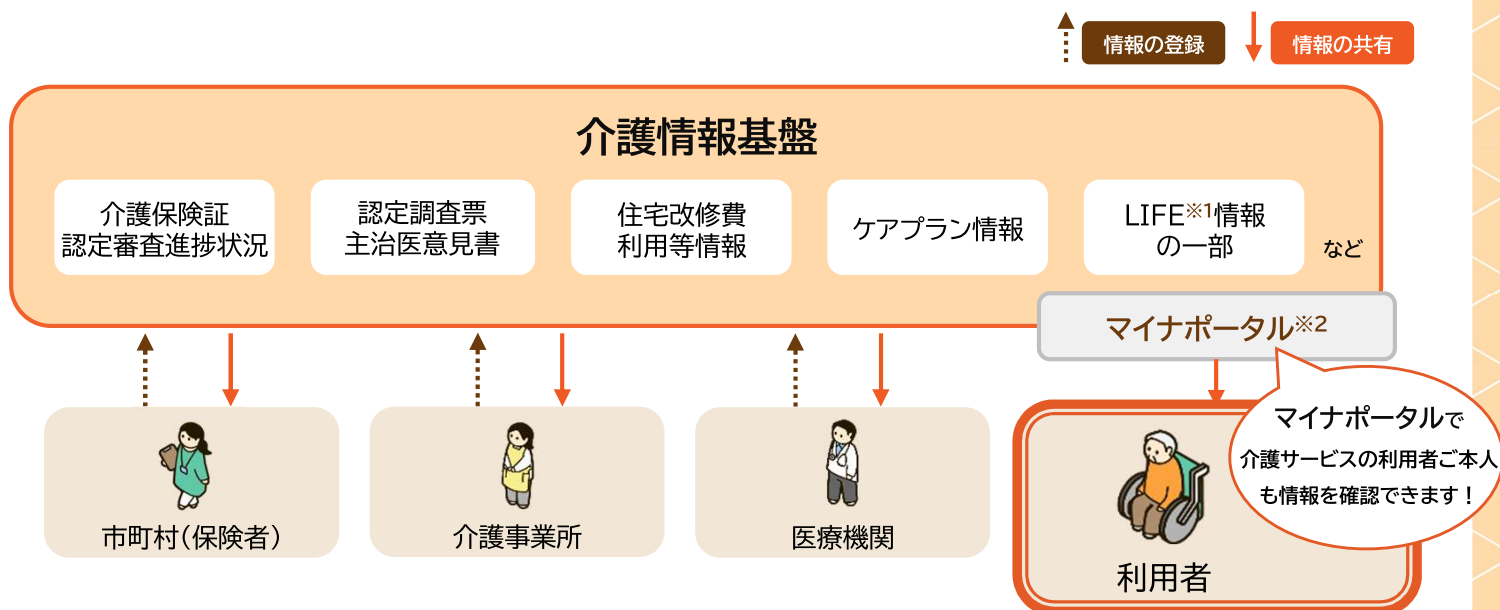 情報の登録
情報の共有
介護情報基盤
介護保険証
認定審査進捗状況
認定調査票
主治医意見書
住宅改修費
利用等情報
ケアプラン情報
LIFE※1情報
の一部
など
マイナポータル※2
マイナポータルで
介護サービスの利用者ご本人
も情報を確認できます！
市町村(保険者)
介護事業所
医療機関
利用者